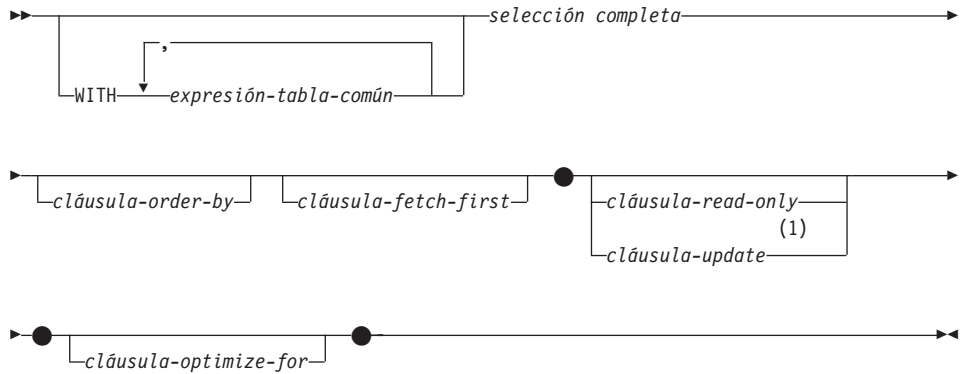 selección completa
,
WITH expresión-tabla-común
cláusula-order-by cláusula-fetch-first cláusula-read-only
(1)
cláusula-update
cláusula-optimize-for